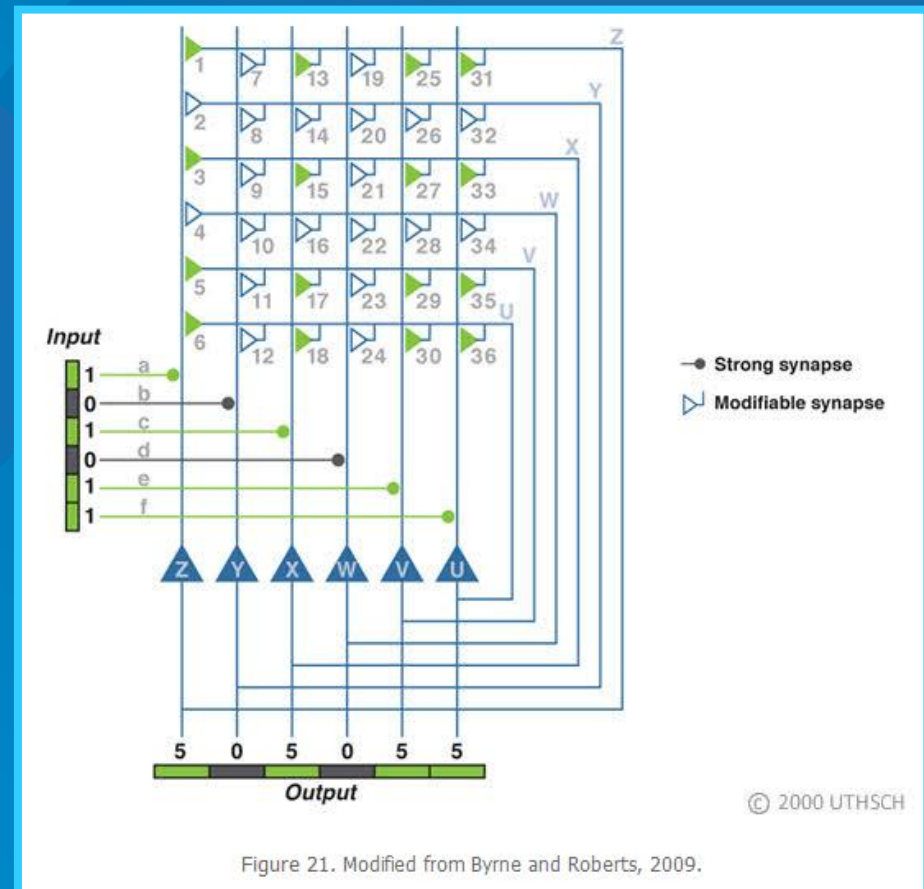 Z
1 7 13 19 25 31
Y
2 8 14 20 26 32
X
3 9 15 21 27 33
W
4 10 16 22 28 34
V
5 11 17 23 29 35
U
6 12 18 24 30 36
Input
1 a
0 b
1 c
0 d
1 e
1 f
Strong synapse
Modifiable synapse
Z Y X W V U
5 0 5 0 5 5
Output
© 2000 UTHSCH
Figure 21. Modified from Byrne and Roberts, 2009.